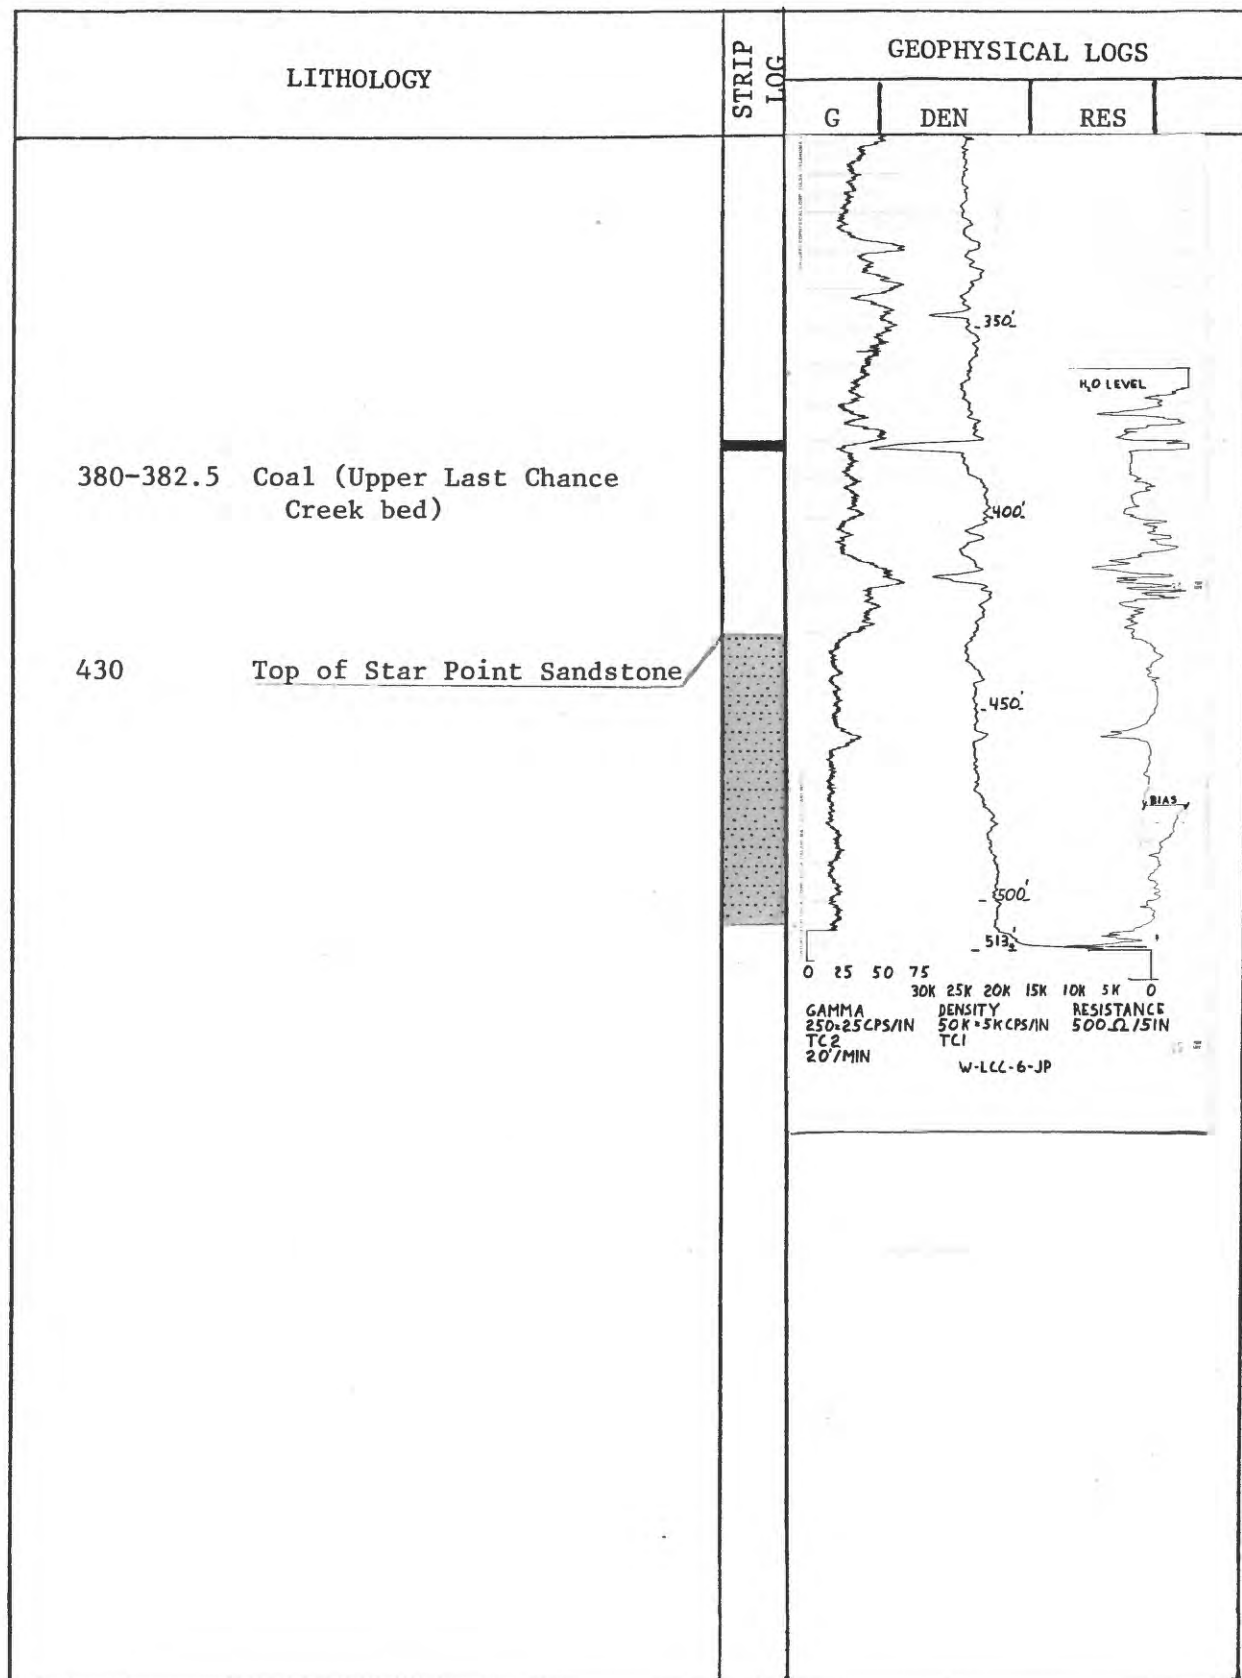 LITHOLOGY
STRIP LOG
GEOPHYSICAL LOGS
G DEN RES
350'
H2O LEVEL
380-382.5 Coal (Upper Last Chance
Creek bed)
400'
430 Top of Star Point Sandstone
450'
BIAS
500'
513'
0 25 50 75
30K 25K 20K 15K 10K 5K 0
GAMMA DENSITY RESISTANCE
250=25CPS/IN 50K=5KCPS/IN 500Ω/5IN
TC2 TC1
20'/MIN
W-LCC-6-JP